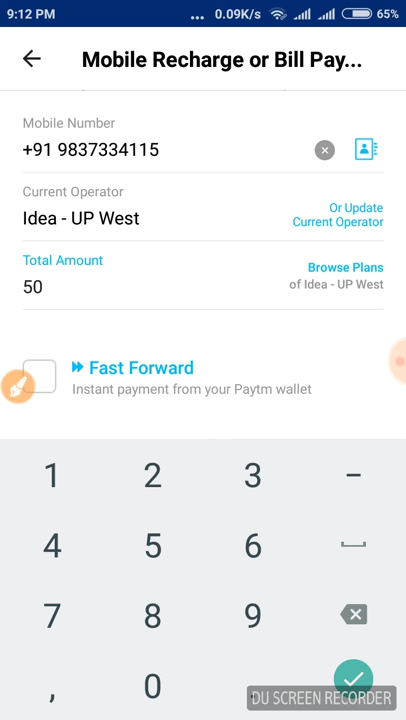 9:12 PM ... 0.09K/s 65%
Mobile Recharge or Bill Pay...
Mobile Number
+91 9837334115
Current Operator
Idea - UP West
Or Update
Current Operator
Total Amount
50
Browse Plans
of Idea - UP West
Fast Forward
Instant payment from your Paytm wallet
1 2 3 -
4 5 6
7 8 9
, 0 .
DU SCREEN RECORDER